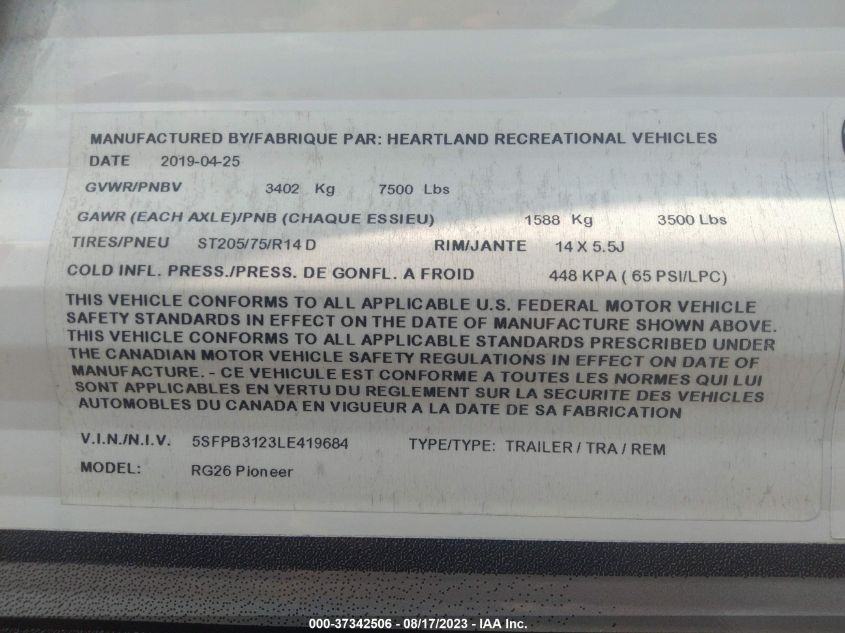 MANUFACTURED BY/FABRIQUE PAR: HEARTLAND RECREATIONAL VEHICLES
DATE 2019-04-25
GVWR/PNBV 3402 Kg 7500 Lbs
GAWR (EACH AXLE)/PNB (CHAQUE ESSIEU) 1588 Kg 3500 Lbs
TIRES/PNEU ST205/75/R14 D RIM/JANTE 14 X 5.5J
COLD INFL. PRESS./PRESS. DE GONFL. A FROID 448 KPA ( 65 PSI/LPC)
THIS VEHICLE CONFORMS TO ALL APPLICABLE U.S. FEDERAL MOTOR VEHICLE
SAFETY STANDARDS IN EFFECT ON THE DATE OF MANUFACTURE SHOWN ABOVE.
THIS VEHICLE CONFORMS TO ALL APPLICABLE STANDARDS PRESCRIBED UNDER
THE CANADIAN MOTOR VEHICLE SAFETY REGULATIONS IN EFFECT ON DATE OF
MANUFACTURE. - CE VEHICULE EST CONFORME A TOUTES LES NORMES QUI LUI
SONT APPLICABLES EN VERTU DU REGLEMENT SUR LA SECURITE DES VEHICLES
AUTOMOBLES DU CANADA EN VIGUEUR A LA DATE DE SA FABRICATION
V.I.N./N.I.V. 5SFPB3123LE419684 TYPE/TYPE: TRAILER / TRA / REM
MODEL: RG26 Pioneer
000-37342506 - 08/17/2023 - IAA Inc.